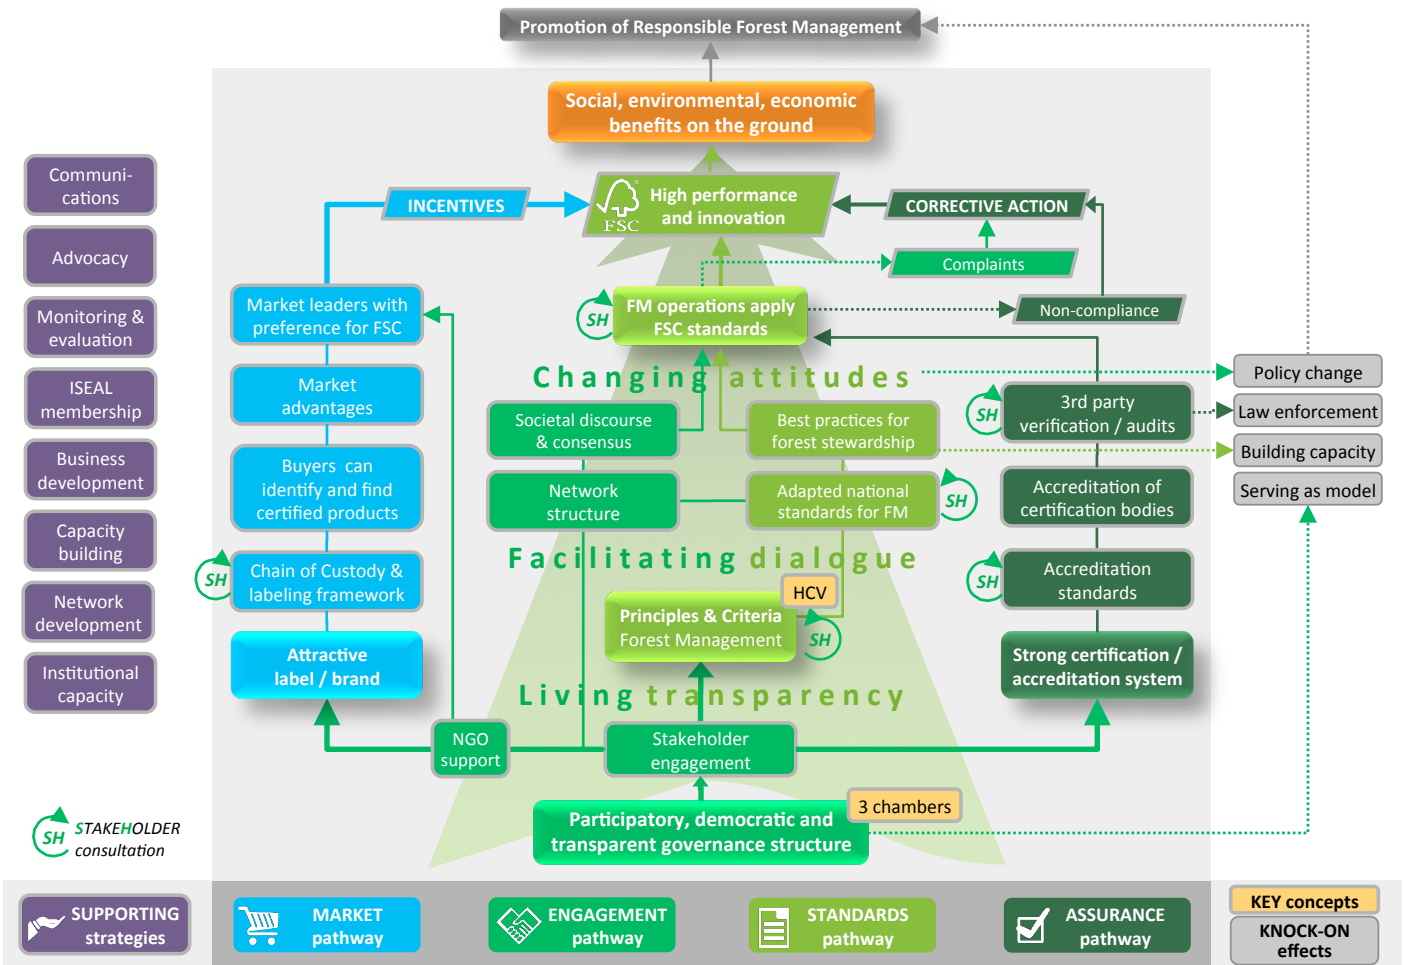 Promotion of Responsible Forest Management
Social, environmental, economic
benefits on the ground
Communi-
cations
Advocacy
Monitoring &
evaluation
ISEAL
membership
Business
development
Capacity
building
Network
development
Institutional
capacity
INCENTIVES
FSC
®
High performance
and innovation
CORRECTIVE ACTION
Complaints
Non-compliance
Market leaders with
preference for FSC
SH
FM operations apply
FSC standards
Changing attitudes
Market
advantages
Societal discourse
& consensus
Best practices for
forest stewardship
SH
3rd party
verification / audits
Policy change
Law enforcement
Building capacity
Serving as model
Buyers can
identify and find
certified products
Network
structure
Adapted national
standards for FM
SH
Accreditation of
certification bodies
Facilitating dialogue
SH
Chain of Custody &
labeling framework
HCV
Principles & Criteria
Forest Management
SH
SH
Accreditation
standards
Attractive
label / brand
Strong certification /
accreditation system
Living transparency
NGO
support
Stakeholder
engagement
3 chambers
Participatory, democratic and
transparent governance structure
SH
STAKEHOLDER
consultation
SUPPORTING
strategies
MARKET
pathway
ENGAGEMENT
pathway
STANDARDS
pathway
ASSURANCE
pathway
KEY concepts
KNOCK-ON
effects